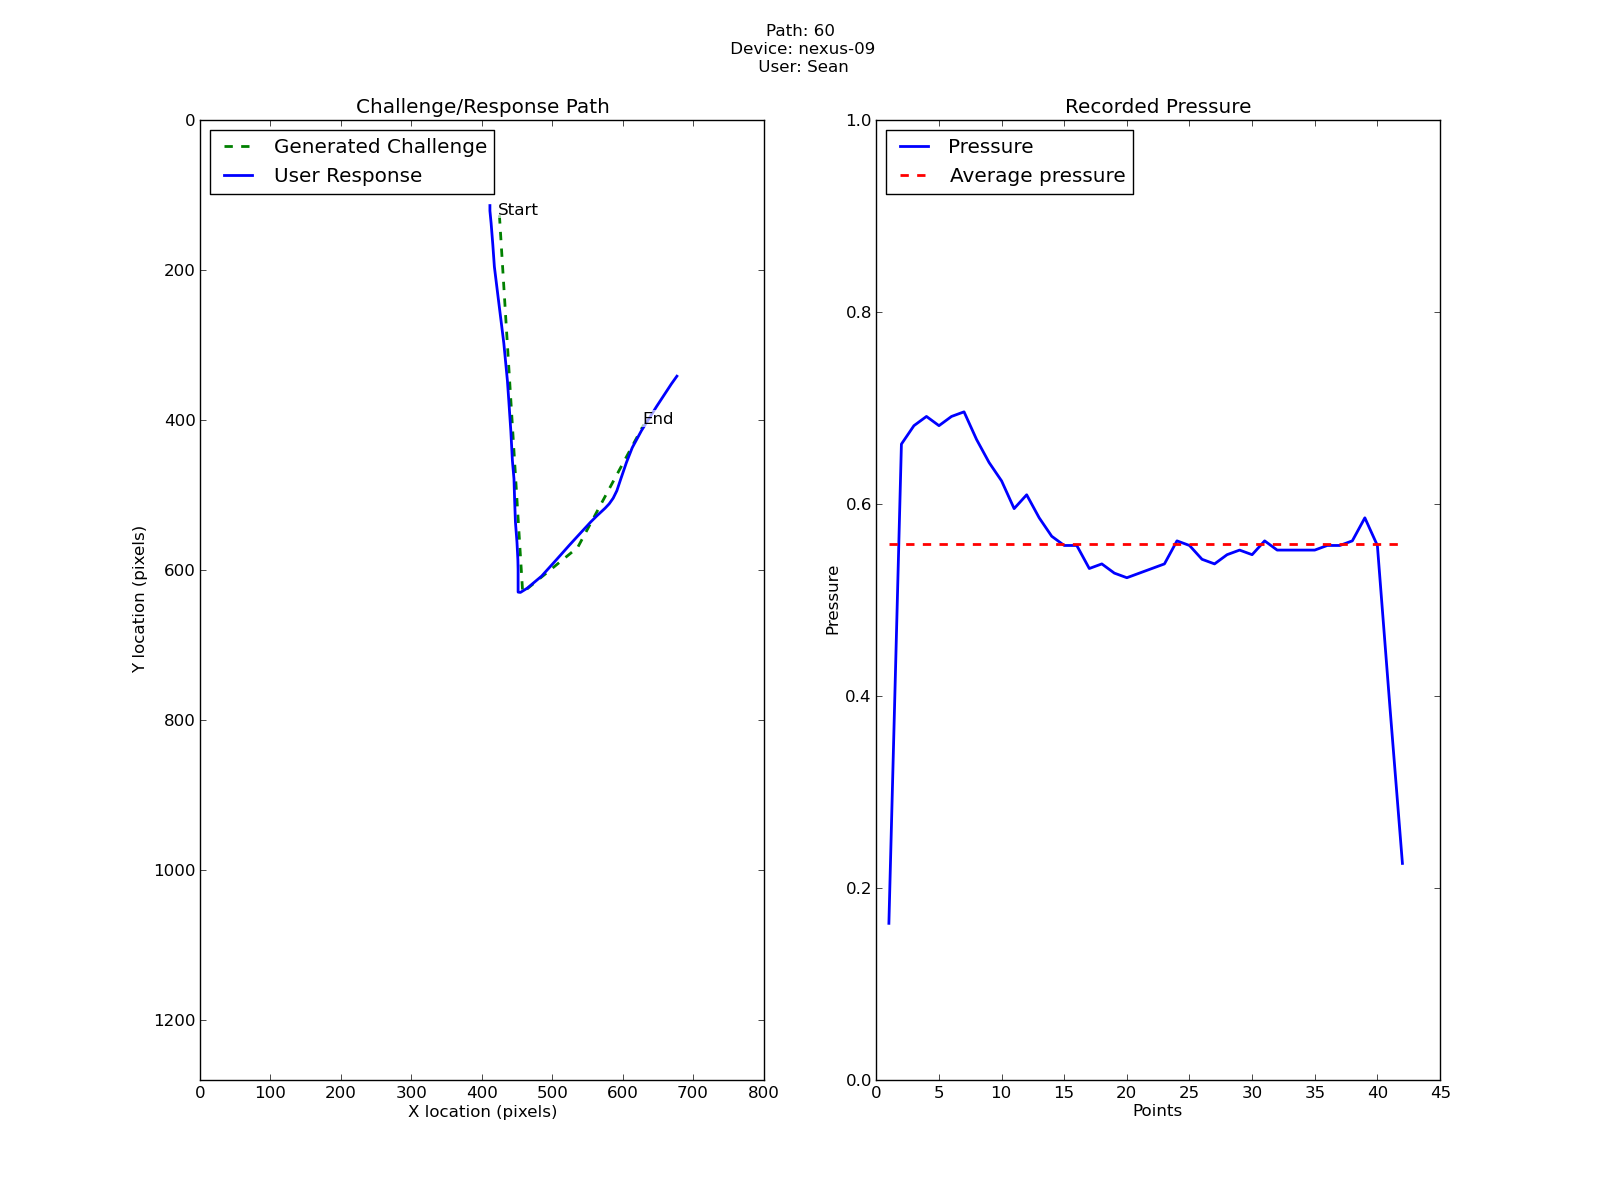 Path: 60
Device: nexus-09
User: Sean
Challenge/Response Path
Generated Challenge
User Response
Start
End
0
200
400
600
800
1000
1200
Y location (pixels)
0 100 200 300 400 500 600 700 800
X location (pixels)
Recorded Pressure
Pressure
Average pressure
1.0
0.8
0.6
0.4
0.2
0.0
Pressure
0 5 10 15 20 25 30 35 40 45
Points